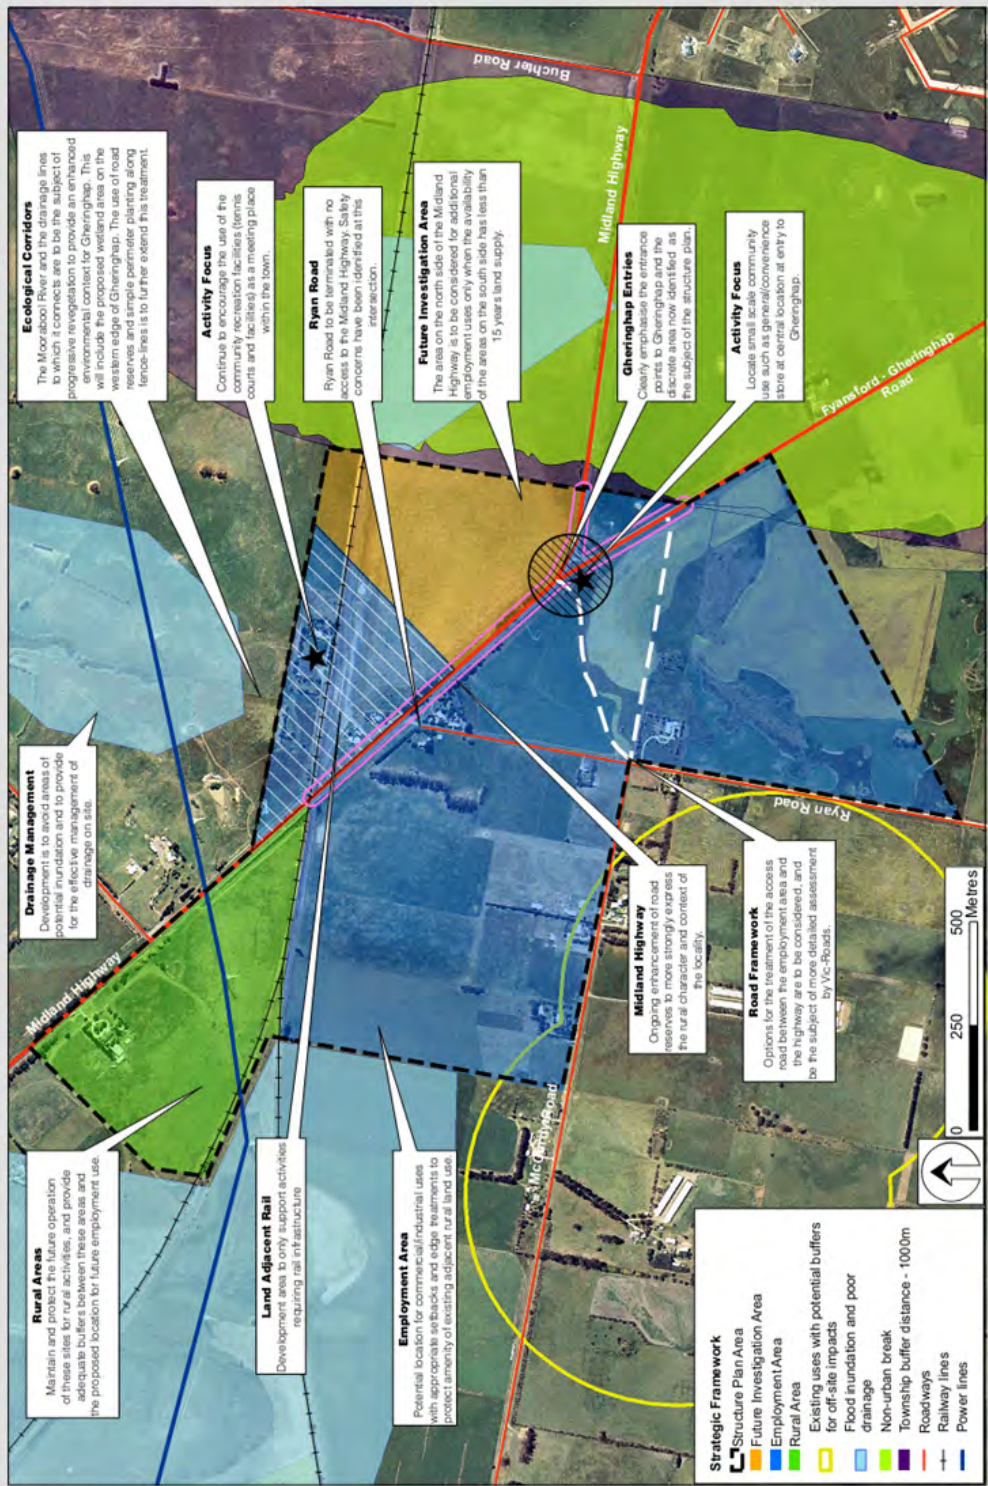 Ecological Corridors
The Moorabool River and the drainage lines
to which it connects are to be the subject of
progressive revegetation to provide an enhanced
environmental context for Gheringhap. This
will include the proposed wetland area on the
western edge of Gheringhap. The use of road
reserves and simple perimeter planting along
fence-lines is to further extend this treatment.
Activity Focus
Continue to encourage the use of the
community recreation facilities (tennis
courts and facilities) as a meeting place
within the town.
Ryan Road
Ryan Road to be terminated with no
access to the Midland Highway. Safety
concerns have been identified at this
intersection.
Future Investigation Area
The area on the north side of the Midland
Highway is to be considered for additional
employment uses only when the availability
of the areas on the south side has less than
15 years land supply.
Gheringhap Entries
Clearly emphasise the entrance
points to Gheringhap and the
discrete area now identified as
the subject of the structure plan.
Activity Focus
Locate small scale community
use such as general/convenience
store at central location at entry to
Gheringhap.
Buchter Road
Midland Highway
Fyansford - Gheringhap
Road
Drainage Management
Development is to avoid areas of
potential inundation and to provide
for the effective management of
drainage on site.
Midland Highway
Midland Highway
Ongoing enhancement of road
reserves to more strongly express
the rural character and context of
the locality.
Ryan Road
Road Framework
Options for the treatment of the access
road between the employment area and
the highway are to be considered, and
be the subject of more detailed assessment
by Vic-Roads.
Rural Areas
Maintain and protect the future operation
of these sites for rural activities, and provide
adequate buffers between these areas and
the proposed location for future employment use.
Land Adjacent Rail
Development area to only support activities
requiring rail infrastructure
Employment Area
Potential location for commercial/industrial uses
with appropriate setbacks and edge treatments to
protect amenity of existing adjacent rural land use.
Road
0
250
500
Metres
Strategic Framework
Structure Plan Area
Future Investigation Area
Employment Area
Rural Area
Existing uses with potential buffers
for off-site impacts
Flood inundation and poor
drainage
Non-urban break
Township buffer distance - 1000m
Roadways
Railway lines
Power lines